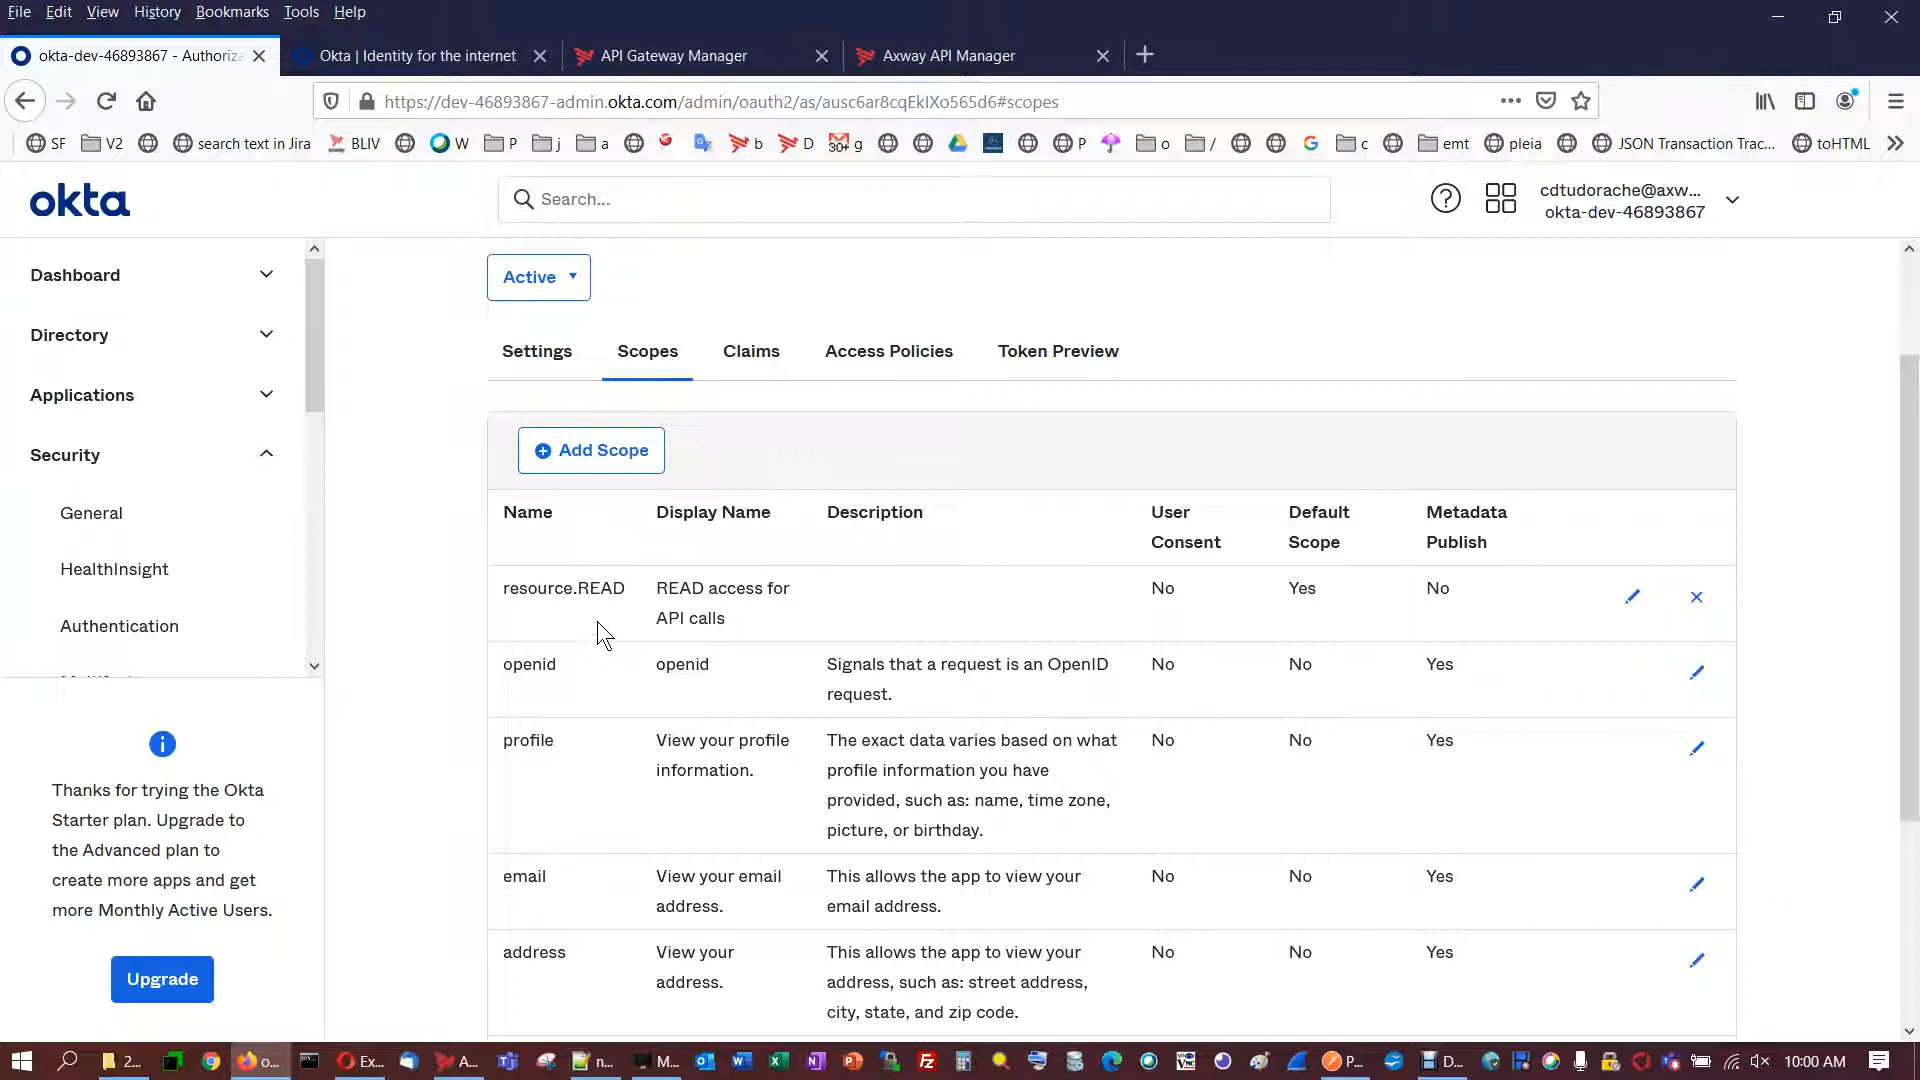 File Edit View History Bookmarks Tools Help
okta-dev-46893867 - Authoriza
Okta | Identity for the internet
API Gateway Manager
Axway API Manager
https://dev-46893867-admin.okta.com/admin/oauth2/as/ausc6ar8cqEkIXo565d6#scopes
SF V2 search text in Jira BLIV W P j a b D 30+ g P o / G c emt pleia JSON Transaction Trac... toHTML
okta
Search...
cdtudorache@axw...
okta-dev-46893867
Dashboard
Directory
Applications
Security
General
HealthInsight
Authentication
Thanks for trying the Okta
Starter plan. Upgrade to
the Advanced plan to
create more apps and get
more Monthly Active Users.
Upgrade
Active
Settings Scopes Claims Access Policies Token Preview
Add Scope
Name Display Name Description User Consent Default Scope Metadata Publish
resource.READ READ access for API calls No Yes No
openid openid Signals that a request is an OpenID request. No No Yes
profile View your profile information. The exact data varies based on what profile information you have provided, such as: name, time zone, picture, or birthday. No No Yes
email View your email address. This allows the app to view your email address. No No Yes
address View your address. This allows the app to view your address, such as: street address, city, state, and zip code. No No Yes
2... o... Ex... A... n... M... P... D... 10:00 AM